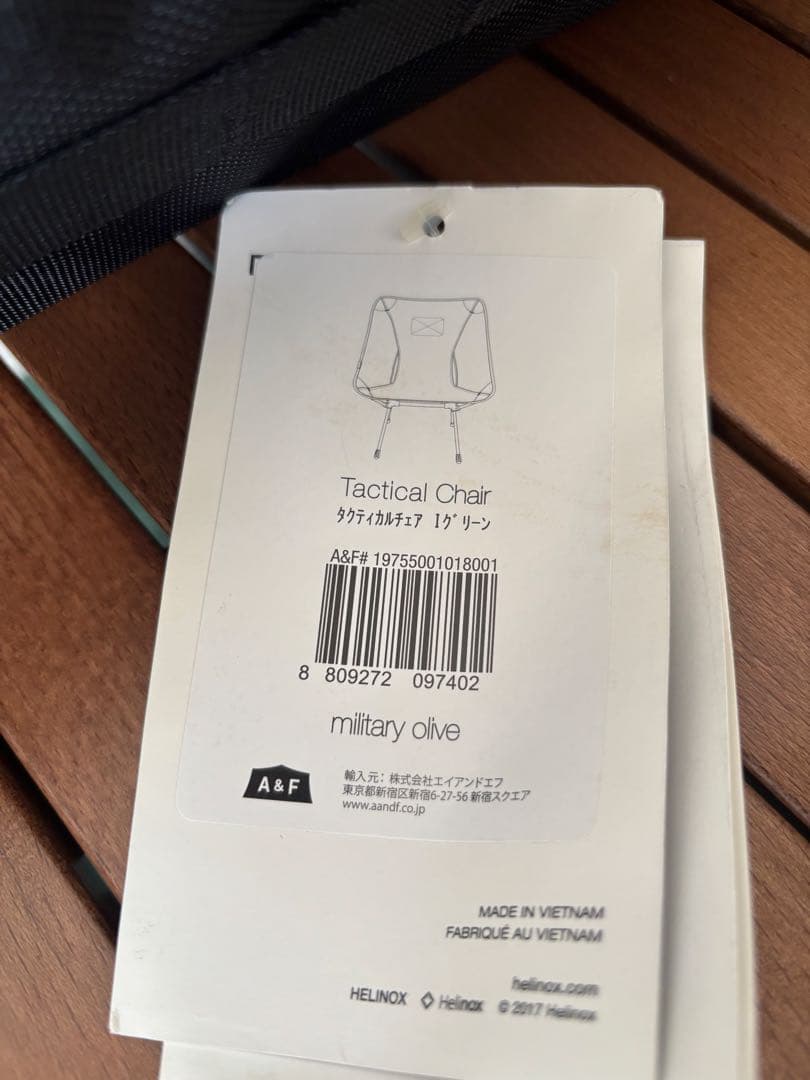 Tactical Chair
ﾀｸﾃｨｶﾙﾁｪｱ Iｸﾞﾘｰﾝ
A&F# 19755001018001
8 809272 097402
military olive
A & F
輸入元：株式会社エイアンドエフ
東京都新宿区新宿6-27-56 新宿スクエア
www.aandf.co.jp
MADE IN VIETNAM
FABRIQUÉ AU VIETNAM
helinox.com
HELINOX Helinox © 2017 Helinox